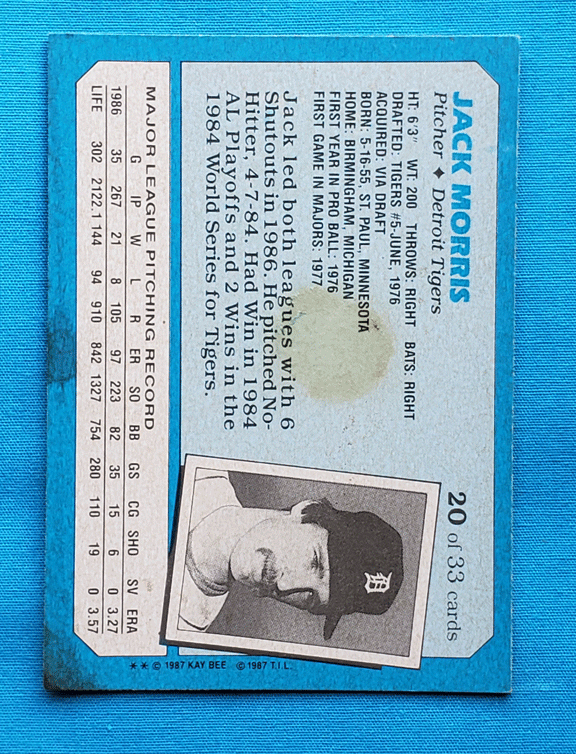 20 of 33 cards
JACK MORRIS
Pitcher ♦ Detroit Tigers
HT: 6'3" WT: 200 THROWS: RIGHT BATS: RIGHT
DRAFTED: TIGERS #5-JUNE, 1976
ACQUIRED: VIA DRAFT
BORN: 5-16-55, ST. PAUL, MINNESOTA
HOME: BIRMINGHAM, MICHIGAN
FIRST YEAR IN PRO BALL: 1976
FIRST GAME IN MAJORS: 1977
Jack led both leagues with 6
Shutouts in 1986. He pitched No-
Hitter, 4-7-84. Had Win in 1984
AL Playoffs and 2 Wins in the
1984 World Series for Tigers.
D
MAJOR LEAGUE PITCHING RECORD
G IP W L R ER SO BB GS CG SHO SV ERA
1986 35 267 21 8 105 97 223 82 35 15 6 0 3.27
LIFE 302 2122.1 144 94 910 842 1327 754 280 110 19 0 3.57
** © 1987 KAY BEE © 1987 T.I.L.